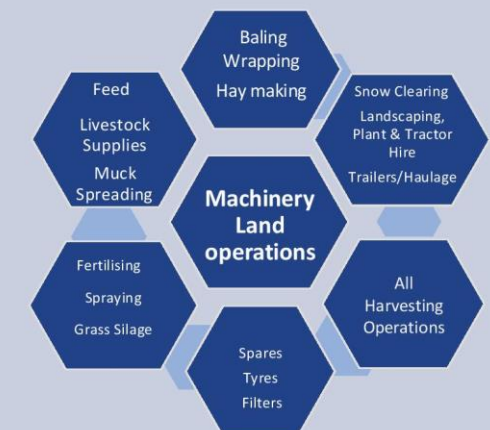 Baling
Wrapping
Hay making
Snow Clearing
Landscaping,
Plant & Tractor
Hire
Trailers/Haulage
All
Harvesting
Operations
Spares
Tyres
Filters
Fertilising
Spraying
Grass Silage
Feed
Livestock
Supplies
Muck
Spreading
Machinery
Land
operations